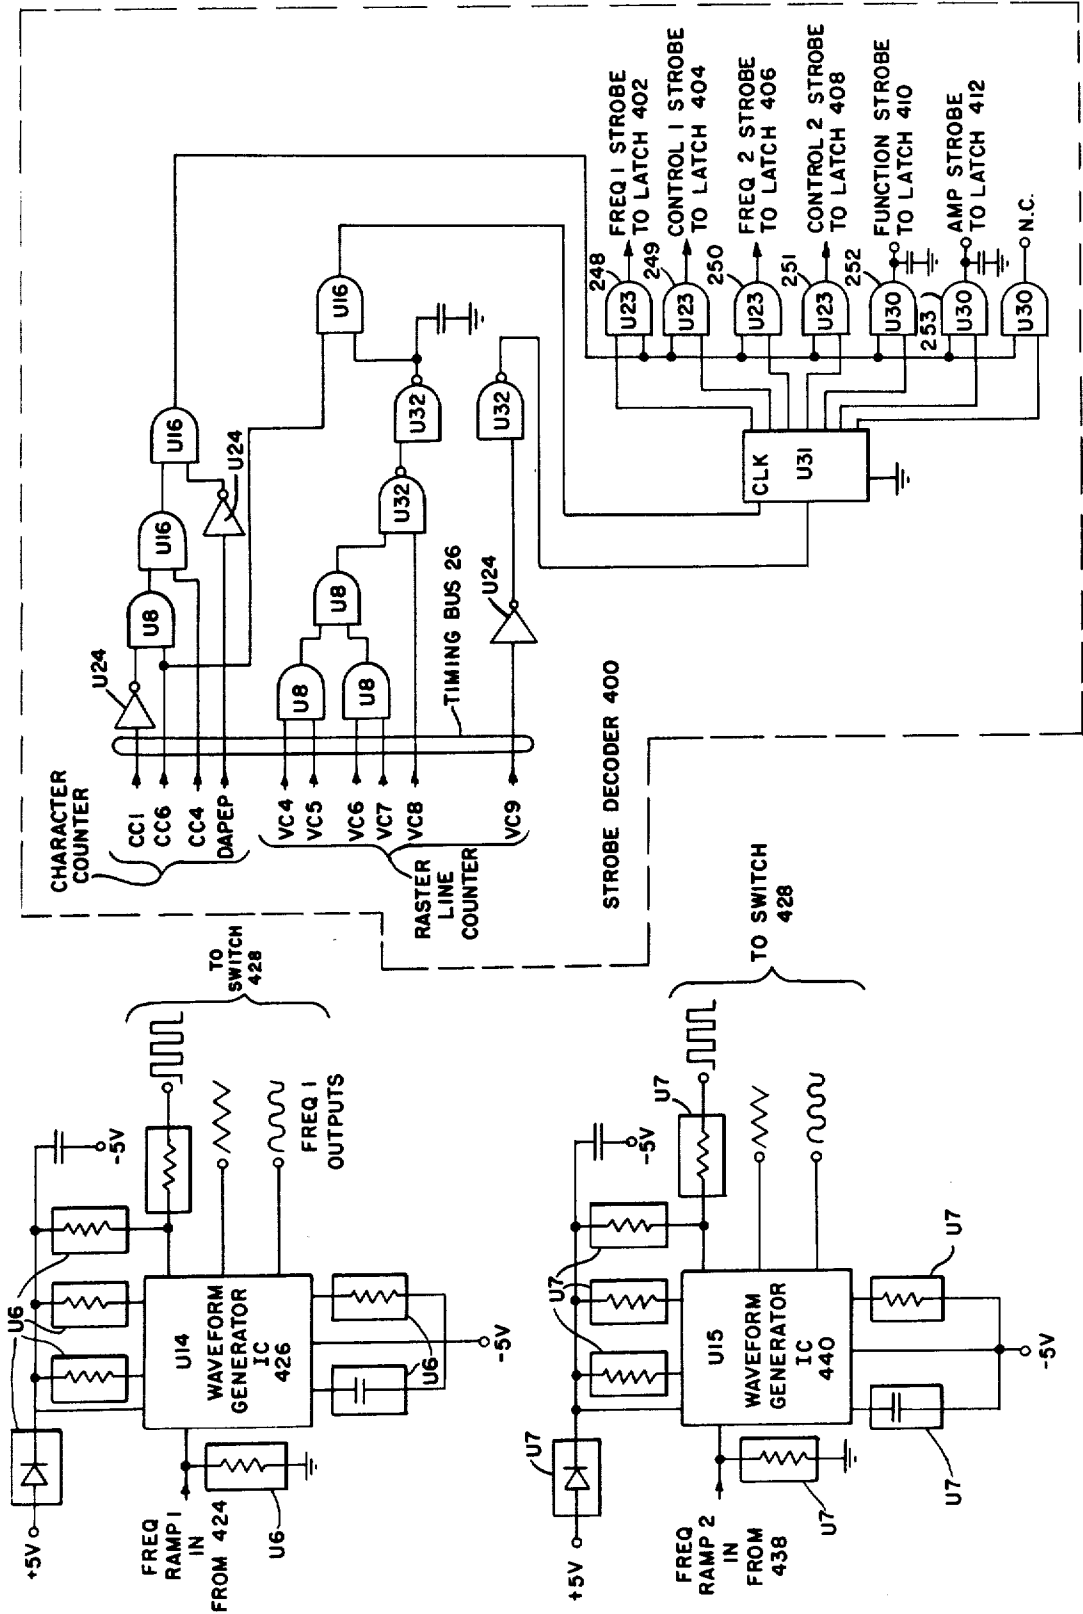 CHARACTER
COUNTER
CC1
CC6
CC4
DAPEP
VC4
VC5
VC6
VC7
VC8
VC9
RASTER
LINE
COUNTER
U24
U8
U16
U16
U24
U8
U8
U8
U32
U32
U16
U24
U32
TIMING BUS 26
STROBE DECODER 400
CLK
U31
248
U23
FREQ 1 STROBE
TO LATCH 402
249
U23
CONTROL 1 STROBE
TO LATCH 404
250
U23
FREQ 2 STROBE
TO LATCH 406
251
U23
CONTROL 2 STROBE
TO LATCH 408
252
U30
FUNCTION STROBE
TO LATCH 410
253
U30
AMP STROBE
TO LATCH 412
U30
N.C.
+5V
U6
-5V
TO
SWITCH
428
U14
WAVEFORM
GENERATOR
IC
426
FREQ 1
OUTPUTS
FREQ
RAMP 1
IN
FROM 424
U6
U6
-5V
+5V
U7
U7
-5V
U7
TO SWITCH
428
U15
WAVEFORM
GENERATOR
IC
440
FREQ
RAMP 2
IN
FROM
438
U7
U7
U7
-5V